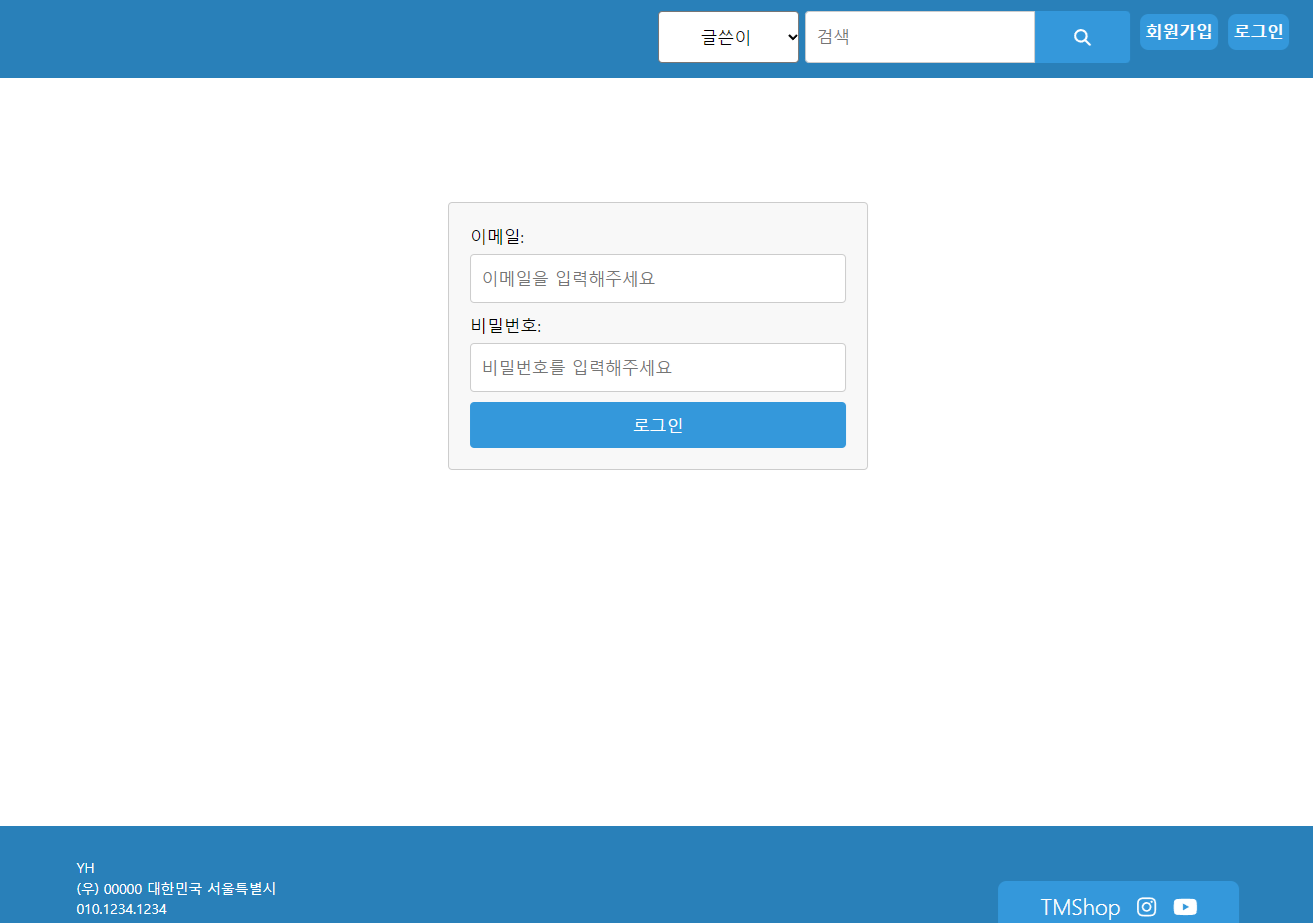 글쓴이 검색 회원가입 로그인
이메일:
이메일을 입력해주세요
비밀번호:
비밀번호를 입력해주세요
로그인
YH
(우) 00000 대한민국 서울특별시
010.1234.1234
TMShop